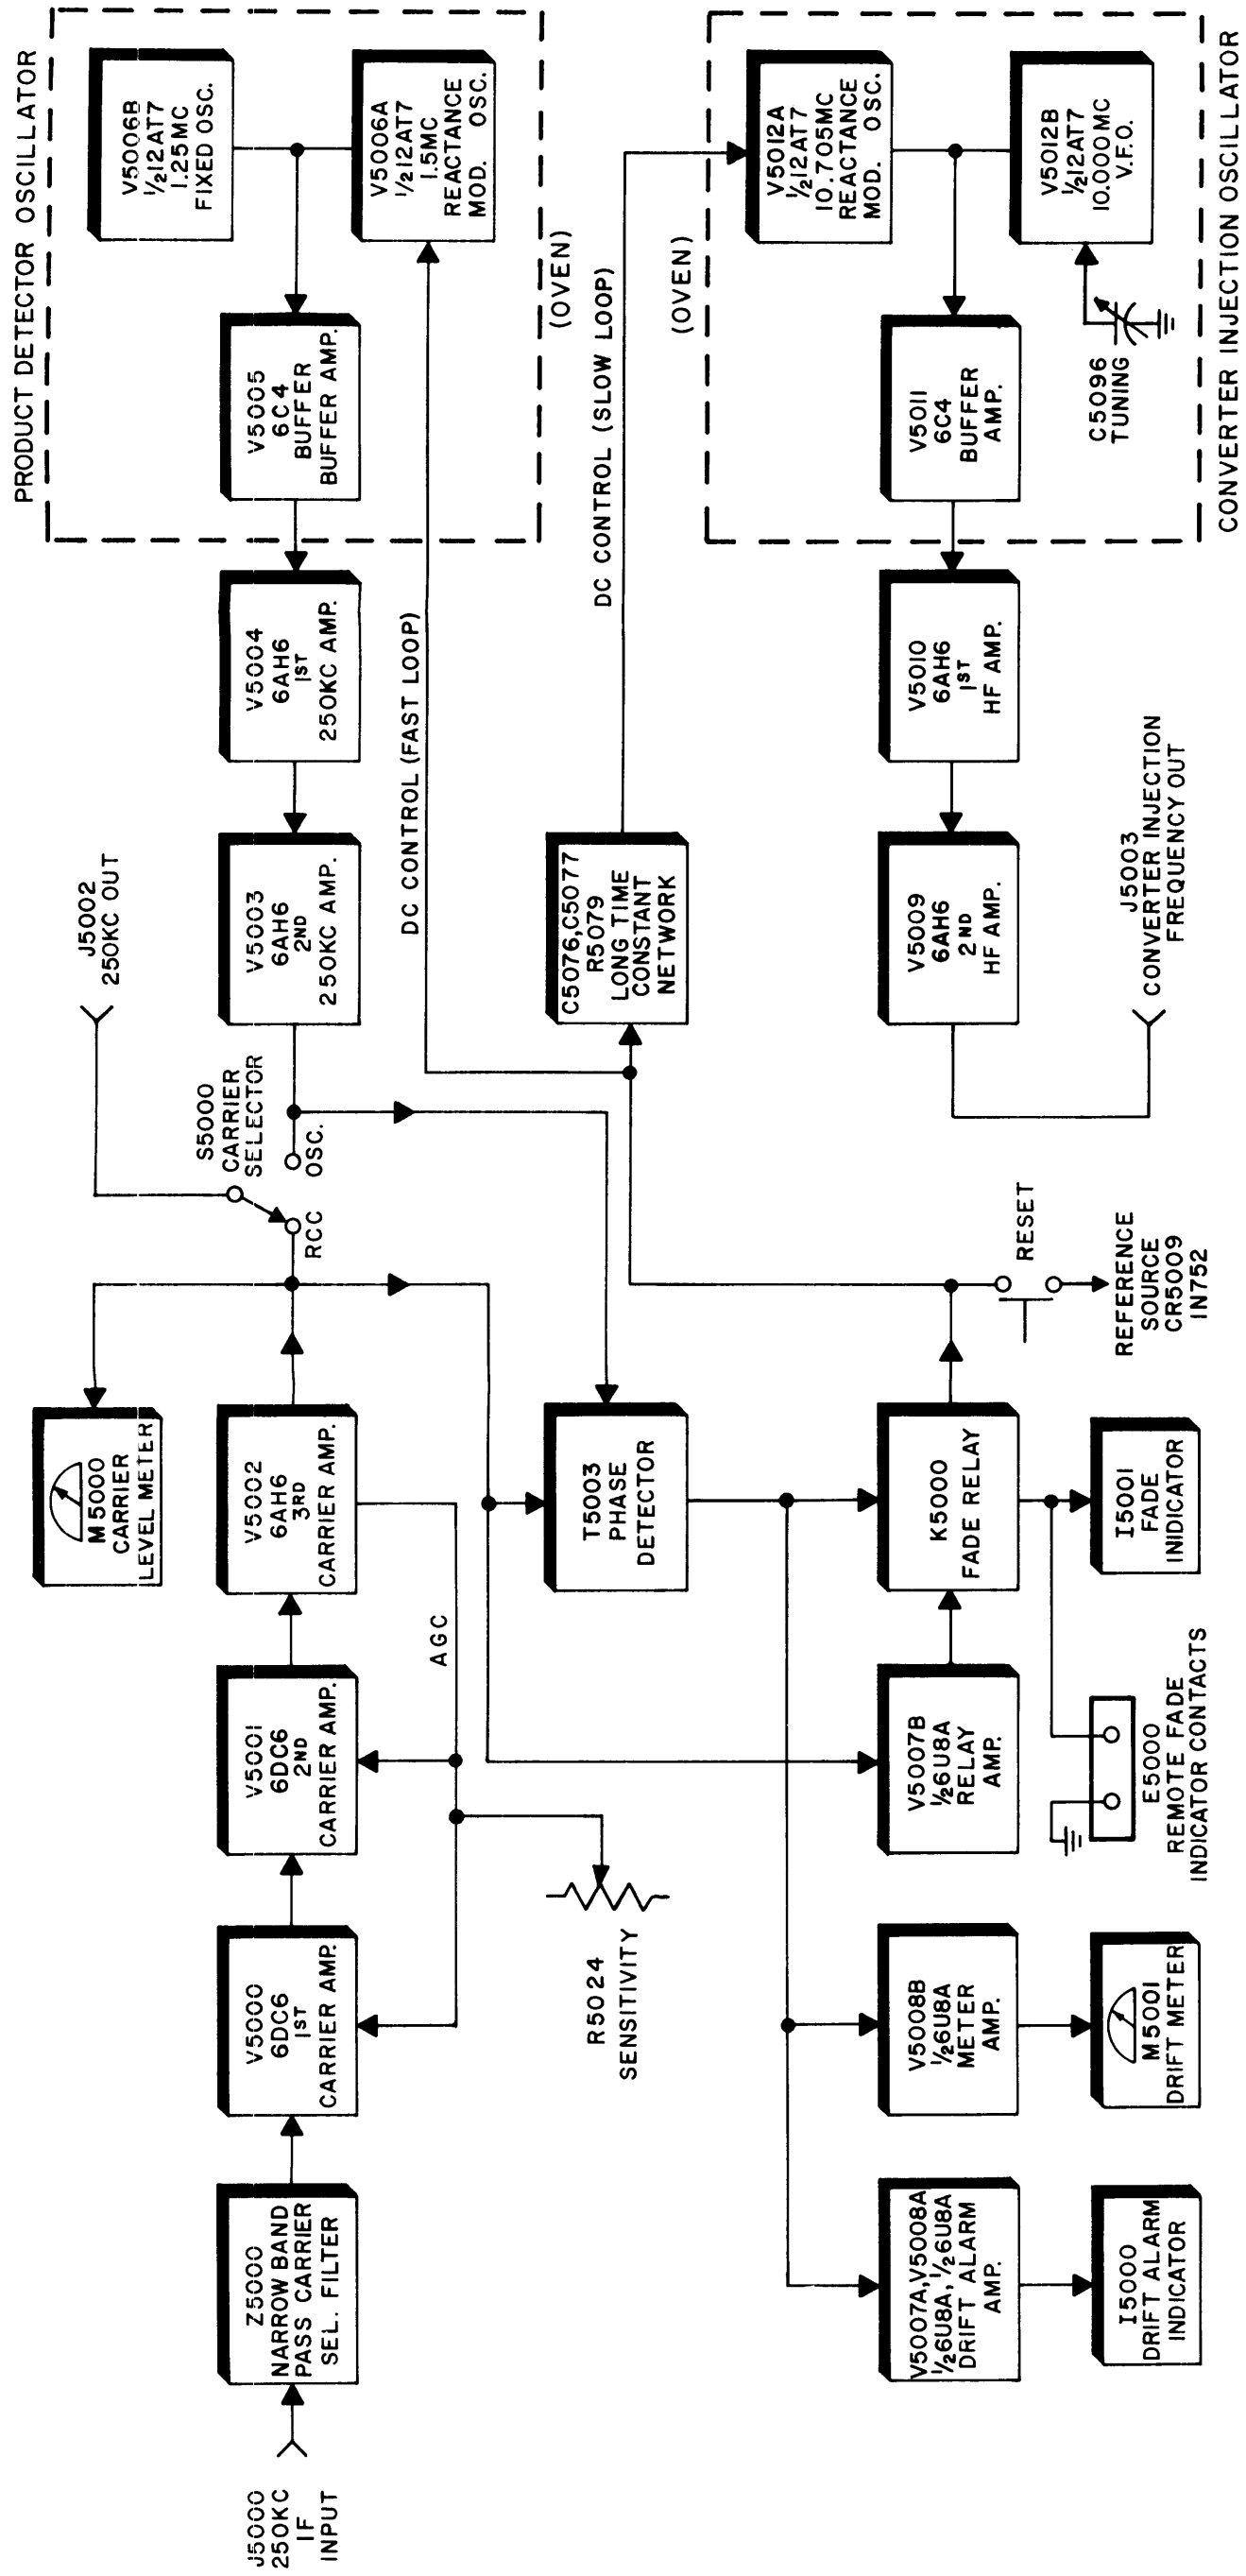 PRODUCT DETECTOR OSCILLATOR
V5006B
½12AT7
1.25MC
FIXED OSC.
V5006A
½12AT7
1.5MC
REACTANCE
MOD. OSC.
V5005
6C4
BUFFER
BUFFER AMP.
(OVEN)
V5004
6AH6
1ST
250KC AMP.
V5003
6AH6
2ND
250KC AMP.
J5002
250KC OUT
S5000
CARRIER
SELECTOR
OSC.
RCC
M5000
CARRIER
LEVEL METER
V5002
6AH6
3RD
CARRIER AMP.
V5001
6DC6
2ND
CARRIER AMP.
V5000
6DC6
1ST
CARRIER AMP.
Z5000
NARROW BAND
PASS CARRIER
SEL. FILTER
J5000
250KC
IF
INPUT
AGC
R5024
SENSITIVITY
DC CONTROL (FAST LOOP)
DC CONTROL (SLOW LOOP)
C5076,C5077
R5079
LONG TIME
CONSTANT
NETWORK
T5003
PHASE
DETECTOR
(OVEN)
V5012A
½12AT7
10.705MC
REACTANCE
MOD. OSC.
V5012B
½12AT7
10.000MC
V.F.O.
C5096
TUNING
CONVERTER INJECTION OSCILLATOR
V5011
6C4
BUFFER
AMP.
V5010
6AH6
1ST
HF AMP.
V5009
6AH6
2ND
HF AMP.
J5003
CONVERTER INJECTION
FREQUENCY OUT
RESET
REFERENCE
SOURCE
CR5009
IN752
K5000
FADE RELAY
I5001
FADE
INIDICATOR
V5007B
½6U8A
RELAY
AMP.
E5000
REMOTE FADE
INDICATOR CONTACTS
V5008B
½6U8A
METER
AMP.
M5001
DRIFT METER
V5007A,V5008A
½6U8A,½6U8A
DRIFT ALARM
AMP.
I5000
DRIFT ALARM
INDICATOR